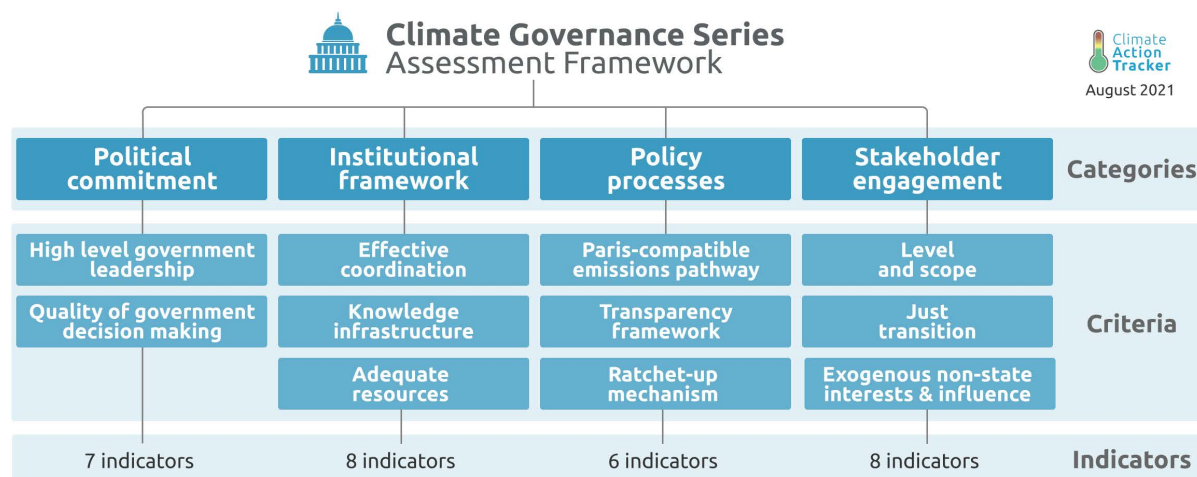 Climate Governance Series
Assessment Framework
Climate
Action
Tracker
August 2021
Political
commitment
Institutional
framework
Policy
processes
Stakeholder
engagement
Categories
High level government
leadership
Effective
coordination
Paris-compatible
emissions pathway
Level
and scope
Quality of government
decision making
Knowledge
infrastructure
Transparency
framework
Just
transition
Criteria
Adequate
resources
Ratchet-up
mechanism
Exogenous non-state
interests & influence
7 indicators
8 indicators
6 indicators
8 indicators
Indicators